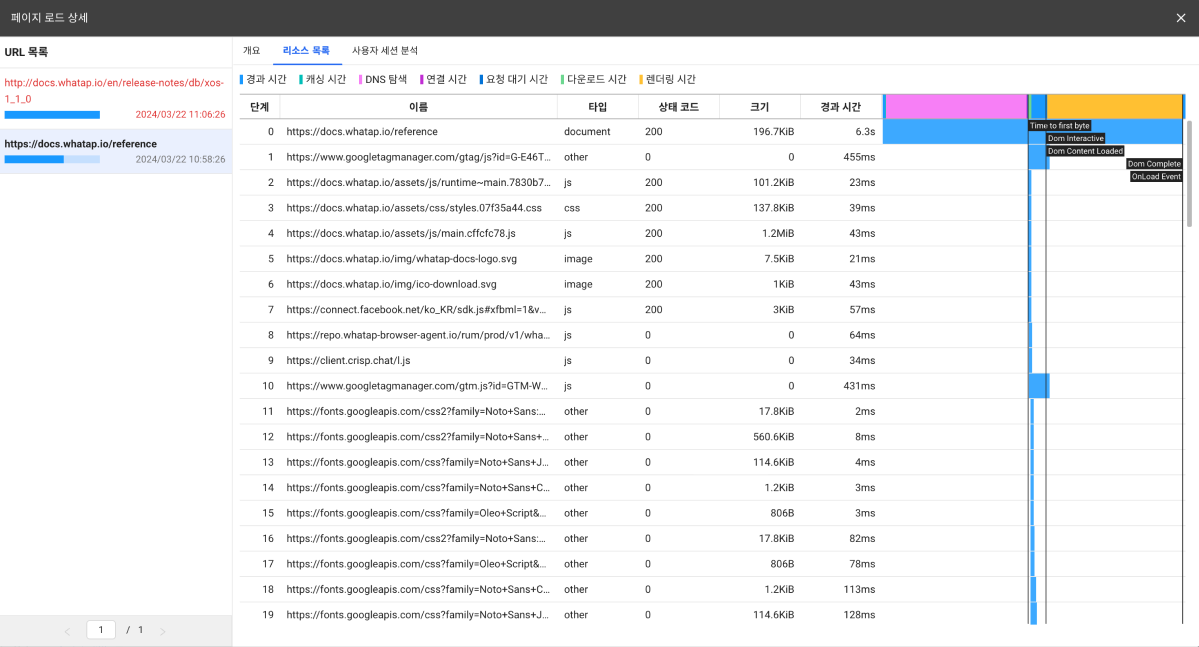 페이지 로드 상세
URL 목록
http://docs.whatap.io/en/release-notes/db/xos-
1_1_0
2024/03/22 11:06:26
https://docs.whatap.io/reference
2024/03/22 10:58:26
1 / 1
개요 리소스 목록 사용자 세션 분석
경과 시간 캐싱 시간 DNS 탐색 연결 시간 요청 대기 시간 다운로드 시간 렌더링 시간
단계 이름 타입 상태 코드 크기 경과 시간
0 https://docs.whatap.io/reference document 200 196.7KiB 6.3s
1 https://www.googletagmanager.com/gtag/js?id=G-E46T... other 0 0 455ms
2 https://docs.whatap.io/assets/js/runtime~main.7830b7... js 200 101.2KiB 23ms
3 https://docs.whatap.io/assets/css/styles.07f35a44.css css 200 137.8KiB 39ms
4 https://docs.whatap.io/assets/js/main.cffcfc78.js js 200 1.2MiB 43ms
5 https://docs.whatap.io/img/whatap-docs-logo.svg image 200 7.5KiB 21ms
6 https://docs.whatap.io/img/ico-download.svg image 200 1KiB 43ms
7 https://connect.facebook.net/ko_KR/sdk.js#xfbml=1&v... js 200 3KiB 57ms
8 https://repo.whatap-browser-agent.io/rum/prod/v1/wha... js 0 0 64ms
9 https://client.crisp.chat/l.js js 0 0 34ms
10 https://www.googletagmanager.com/gtm.js?id=GTM-W... js 0 0 431ms
11 https://fonts.googleapis.com/css2?family=Noto+Sans:... other 0 17.8KiB 2ms
12 https://fonts.googleapis.com/css2?family=Noto+Sans+... other 0 560.6KiB 8ms
13 https://fonts.googleapis.com/css?family=Noto+Sans+J... other 0 114.6KiB 4ms
14 https://fonts.googleapis.com/css?family=Noto+Sans+C... other 0 1.2KiB 3ms
15 https://fonts.googleapis.com/css?family=Oleo+Script&... other 0 806B 3ms
16 https://fonts.googleapis.com/css2?family=Noto+Sans:... other 0 17.8KiB 82ms
17 https://fonts.googleapis.com/css?family=Oleo+Script&... other 0 806B 78ms
18 https://fonts.googleapis.com/css?family=Noto+Sans+C... other 0 1.2KiB 113ms
19 https://fonts.googleapis.com/css?family=Noto+Sans+J... other 0 114.6KiB 128ms
Time to first byte
Dom Interactive
Dom Content Loaded
Dom Complete
OnLoad Event